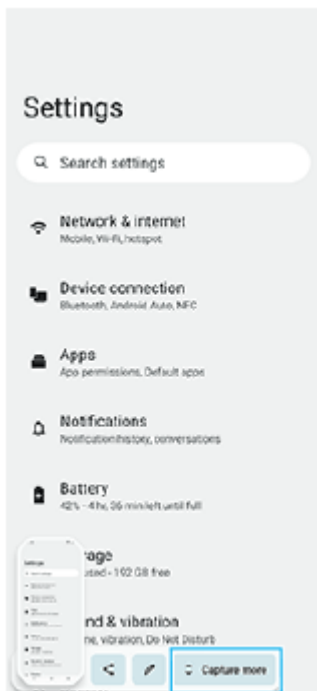 Settings
Search settings
Network & internet
Mobile, Wi-Fi, hotspot
Device connection
Bluetooth, Android Auto, NFC
Apps
App permissions, Default apps
Notifications
Notification history, conversations
Battery
42% - 4 hr, 36 min left until full
rage
used - 192 GB free
nd & vibration
me, vibration, Do Not Disturb
Capture more